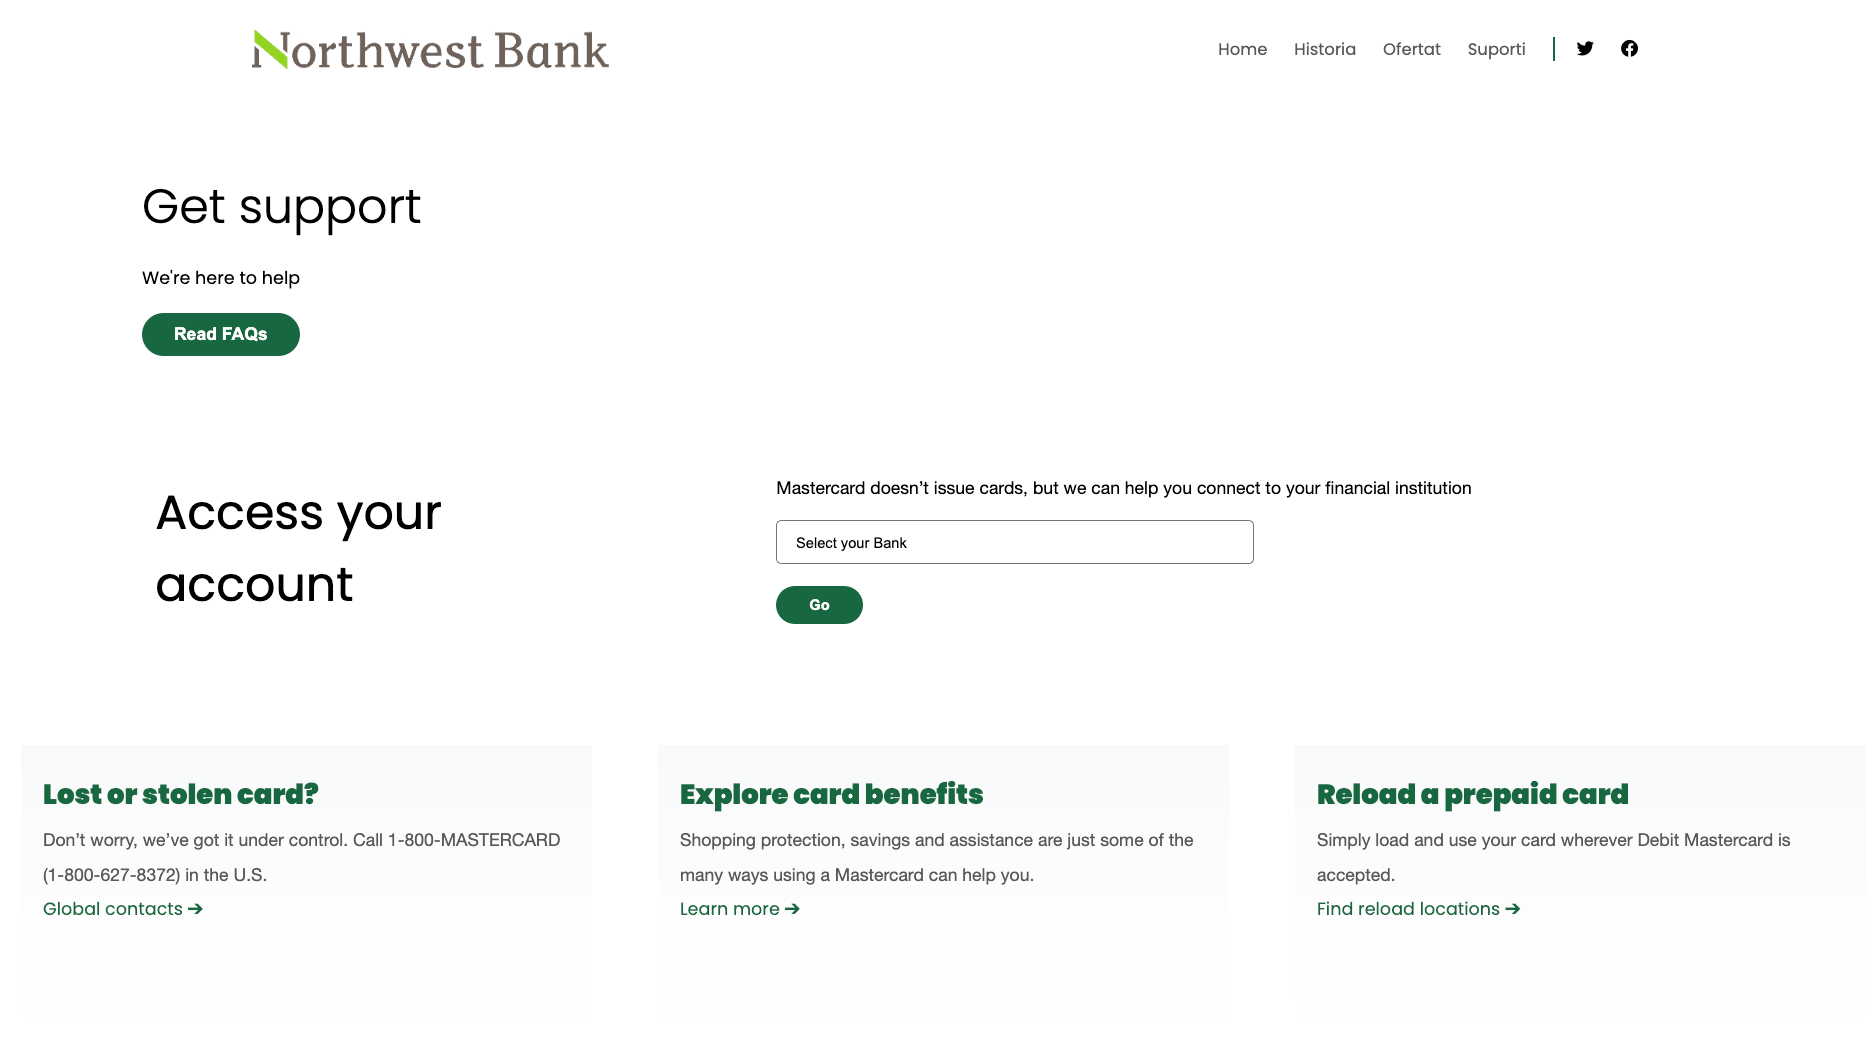 Northwest Bank
Home Historia Ofertat Suporti
Get support
We're here to help
Read FAQs
Access your
account
Mastercard doesn’t issue cards, but we can help you connect to your financial institution
Select your Bank
Go
Lost or stolen card?
Don’t worry, we’ve got it under control. Call 1-800-MASTERCARD
(1-800-627-8372) in the U.S.
Global contacts ➔
Explore card benefits
Shopping protection, savings and assistance are just some of the
many ways using a Mastercard can help you.
Learn more ➔
Reload a prepaid card
Simply load and use your card wherever Debit Mastercard is
accepted.
Find reload locations ➔